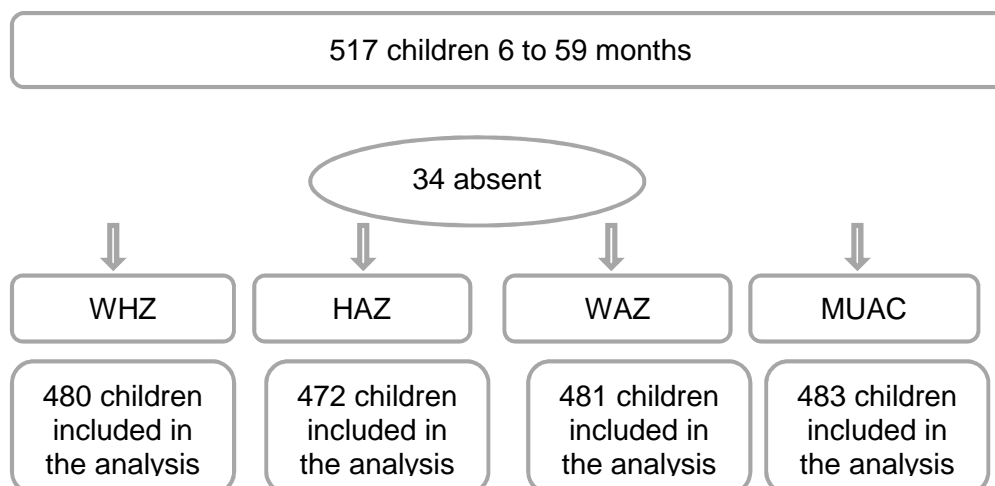 517 children 6 to 59 months
34 absent
WHZ
HAZ
WAZ
MUAC
480 children
included in
the analysis
472 children
included in
the analysis
481 children
included in
the analysis
483 children
included in
the analysis